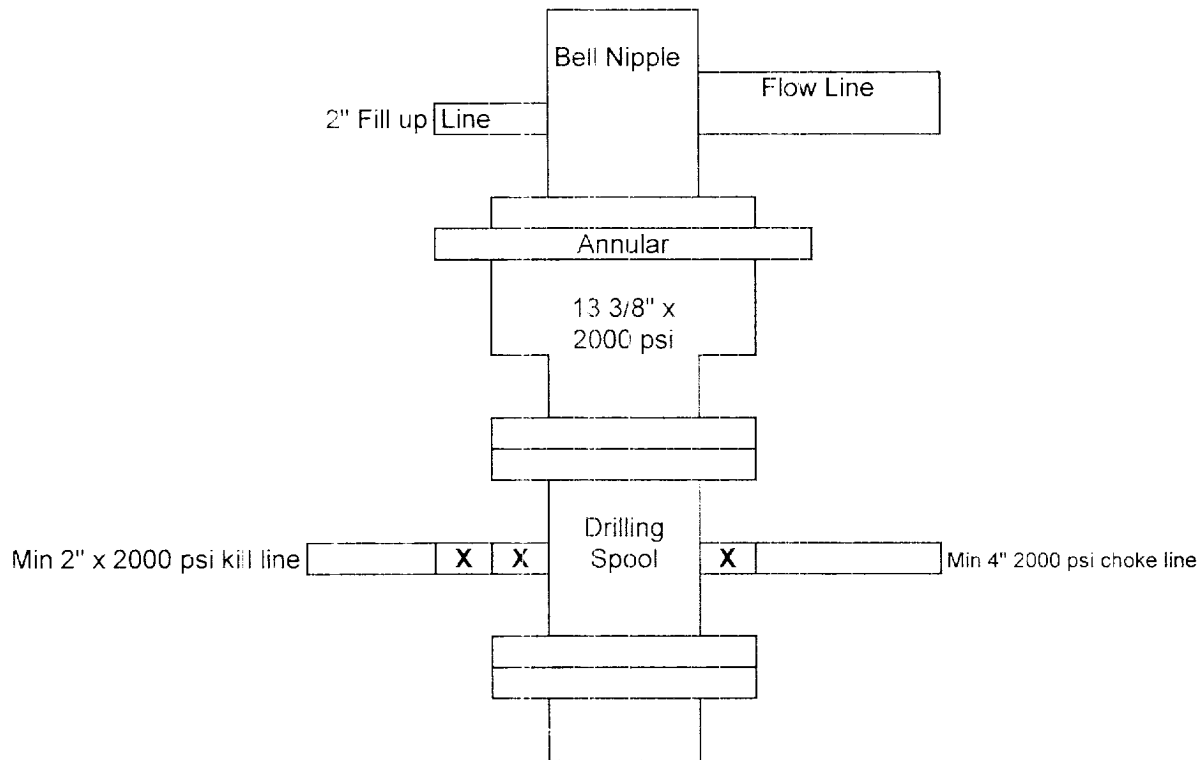 Bell Nipple
Flow Line
2" Fill up Line
Annular
13 3/8" x
2000 psi
Drilling
Spool
Min 2" x 2000 psi kill line
X X
X
Min 4" 2000 psi choke line